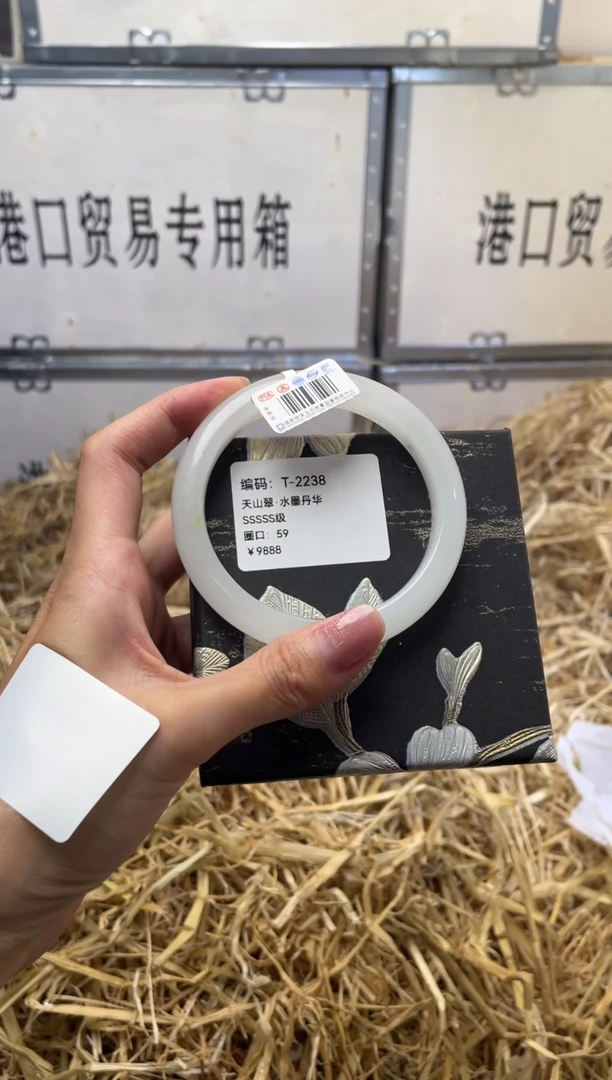 港口贸易专用箱
港口贸易
编码：T-2238
天山翠·水墨丹华
SSSSS级
圈口：59
￥9888